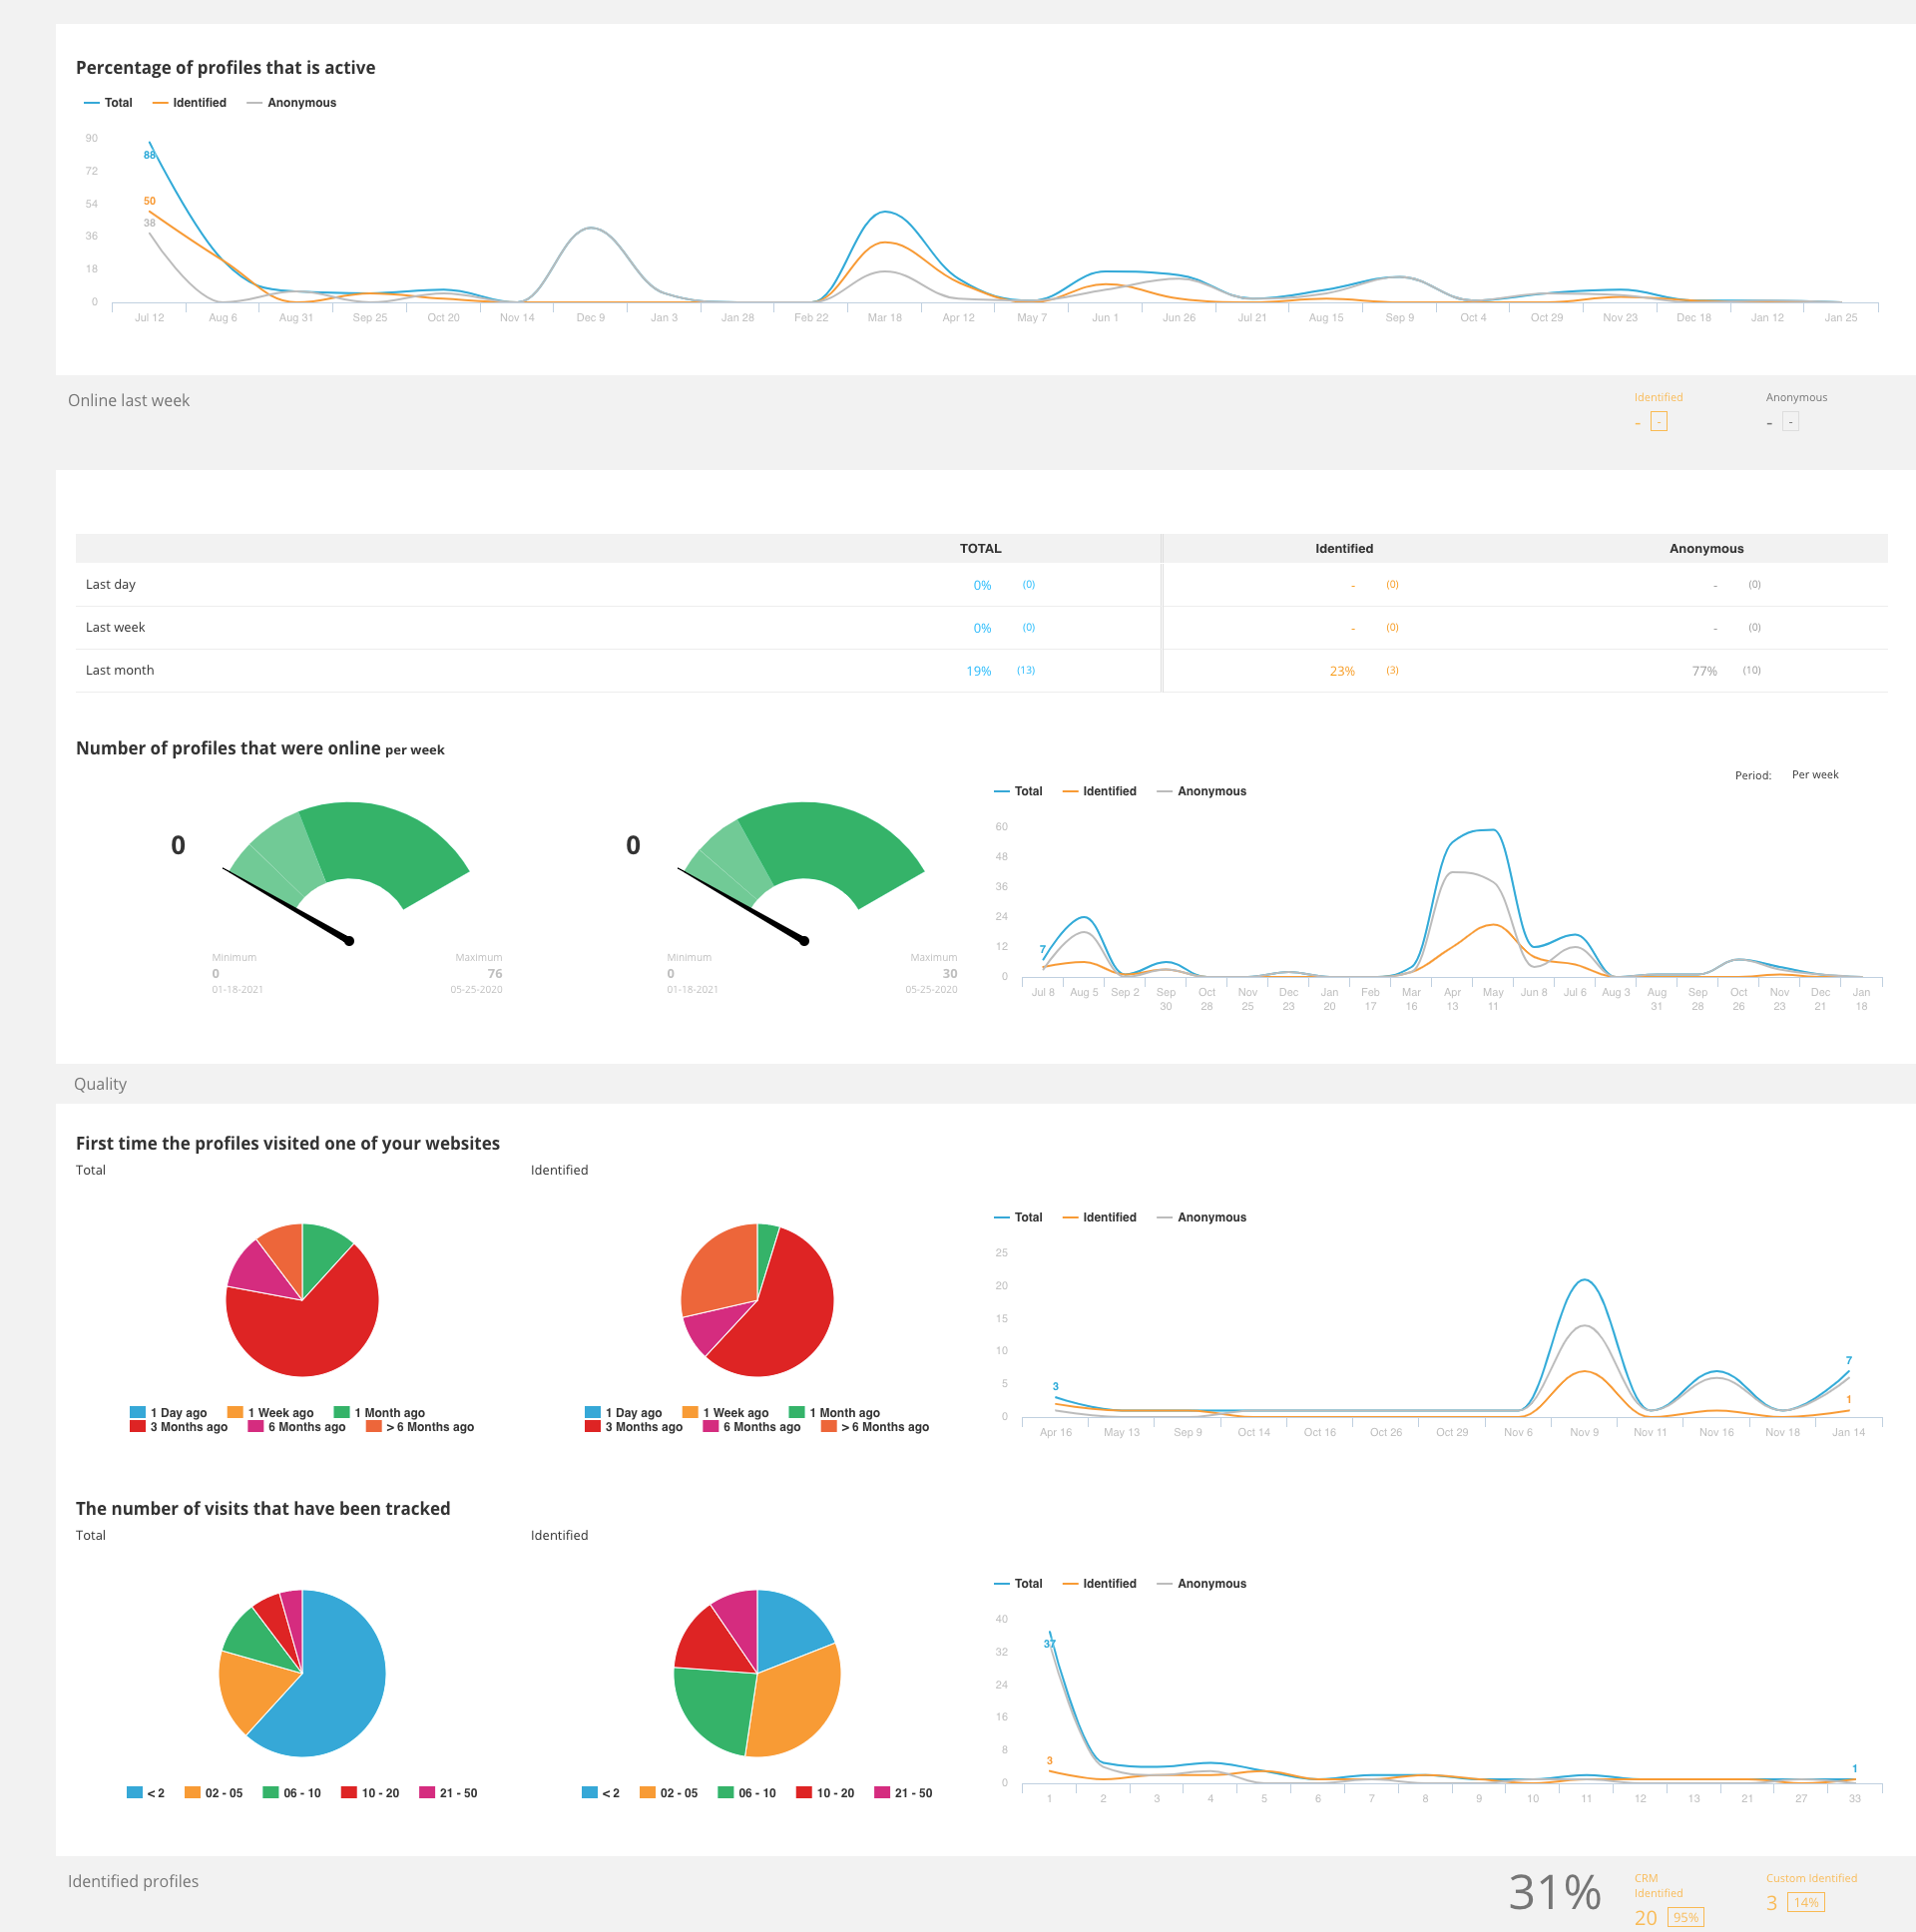 Percentage of profiles that is active
Total Identified Anonymous
90
72
54
36
18
0
88
50
38
Jul 12 Aug 6 Aug 31 Sep 25 Oct 20 Nov 14 Dec 9 Jan 3 Jan 28 Feb 22 Mar 18 Apr 12 May 7 Jun 1 Jun 26 Jul 21 Aug 15 Sep 9 Oct 4 Oct 29 Nov 23 Dec 18 Jan 12 Jan 25
Online last week
Identified
- -
Anonymous
- -
TOTAL Identified Anonymous
Last day 0% (0) - (0) - (0)
Last week 0% (0) - (0) - (0)
Last month 19% (13) 23% (3) 77% (10)
Number of profiles that were online per week
0
Minimum Maximum
0 76
01-18-2021 05-25-2020
0
Minimum Maximum
0 30
01-18-2021 05-25-2020
Period: Per week
Total Identified Anonymous
60
48
36
24
12
0
7
Jul 8 Aug 5 Sep 2 Sep 30 Oct 28 Nov 25 Dec 23 Jan 20 Feb 17 Mar 16 Apr 13 May 11 Jun 8 Jul 6 Aug 3 Aug 31 Sep 28 Oct 26 Nov 23 Dec 21 Jan 18
Quality
First time the profiles visited one of your websites
Total
1 Day ago 1 Week ago 1 Month ago
3 Months ago 6 Months ago > 6 Months ago
Identified
1 Day ago 1 Week ago 1 Month ago
3 Months ago 6 Months ago > 6 Months ago
Total Identified Anonymous
25
20
15
10
5
0
3
7
1
Apr 16 May 13 Sep 9 Oct 14 Oct 16 Oct 26 Oct 29 Nov 6 Nov 9 Nov 11 Nov 16 Nov 18 Jan 14
The number of visits that have been tracked
Total
< 2 02 - 05 06 - 10 10 - 20 21 - 50
Identified
< 2 02 - 05 06 - 10 10 - 20 21 - 50
Total Identified Anonymous
40
32
24
16
8
0
37
3
1
1 2 3 4 5 6 7 8 9 10 11 12 13 21 27 33
Identified profiles
31%
CRM
Identified
20 95%
Custom Identified
3 14%